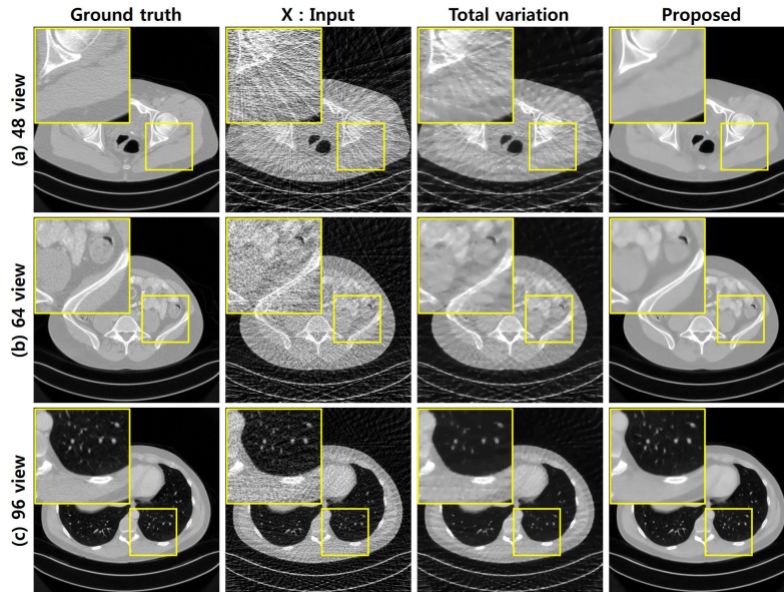 Ground truth
X : Input
Total variation
Proposed
(a) 48 view
(b) 64 view
(c) 96 view